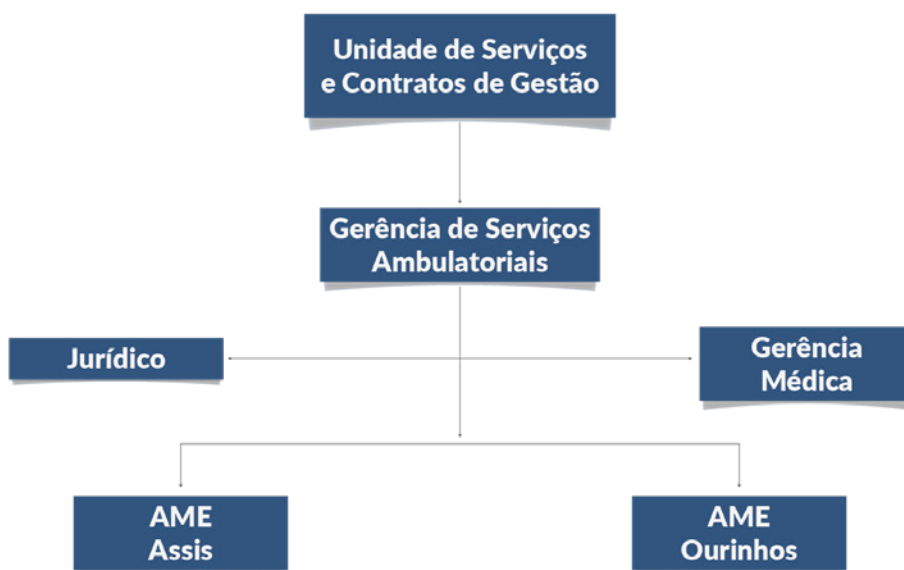 Unidade de Serviços
e Contratos de Gestão
Gerência de Serviços
Ambulatoriais
Jurídico
Gerência
Médica
AME
Assis
AME
Ourinhos